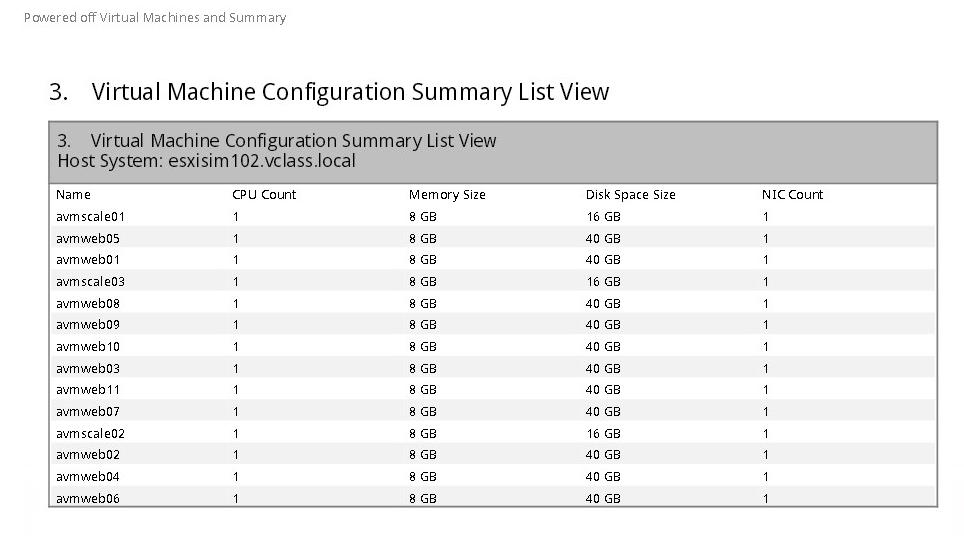 Powered off Virtual Machines and Summary
3. Virtual Machine Configuration Summary List View
3. Virtual Machine Configuration Summary List View
Host System: esxisim102.vclass.local
Name CPU Count Memory Size Disk Space Size NIC Count
avmscale01 1 8 GB 16 GB 1
avmweb05 1 8 GB 40 GB 1
avmweb01 1 8 GB 40 GB 1
avmscale03 1 8 GB 16 GB 1
avmweb08 1 8 GB 40 GB 1
avmweb09 1 8 GB 40 GB 1
avmweb10 1 8 GB 40 GB 1
avmweb03 1 8 GB 40 GB 1
avmweb11 1 8 GB 40 GB 1
avmweb07 1 8 GB 40 GB 1
avmscale02 1 8 GB 16 GB 1
avmweb02 1 8 GB 40 GB 1
avmweb04 1 8 GB 40 GB 1
avmweb06 1 8 GB 40 GB 1